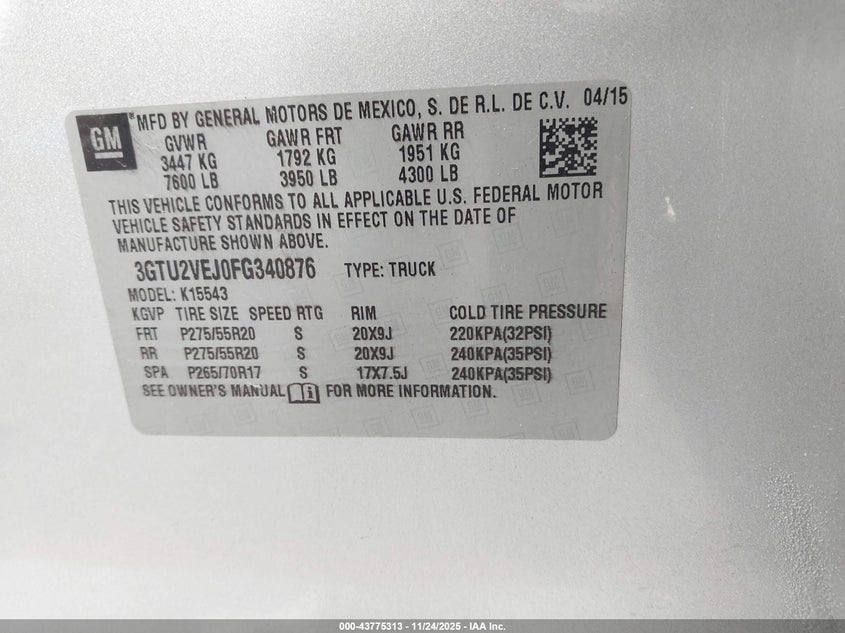 GM
®MFD BY GENERAL MOTORS DE MEXICO, S. DE R.L. DE C.V. 04/15
GVWR GAWR FRT GAWR RR
3447 KG 1792 KG 1951 KG
7600 LB 3950 LB 4300 LB
THIS VEHICLE CONFORMS TO ALL APPLICABLE U.S. FEDERAL MOTOR
VEHICLE SAFETY STANDARDS IN EFFECT ON THE DATE OF
MANUFACTURE SHOWN ABOVE.
3GTU2VEJ0FG340876 TYPE: TRUCK
MODEL: K15543
KGVP TIRE SIZE SPEED RTG RIM COLD TIRE PRESSURE
FRT P275/55R20 S 20X9J 220KPA(32PSI)
RR P275/55R20 S 20X9J 240KPA(35PSI)
SPA P265/70R17 S 17X7.5J 240KPA(35PSI)
SEE OWNER'S MANUAL FOR MORE INFORMATION.
000-43775313 - 11/24/2025 - IAA Inc.